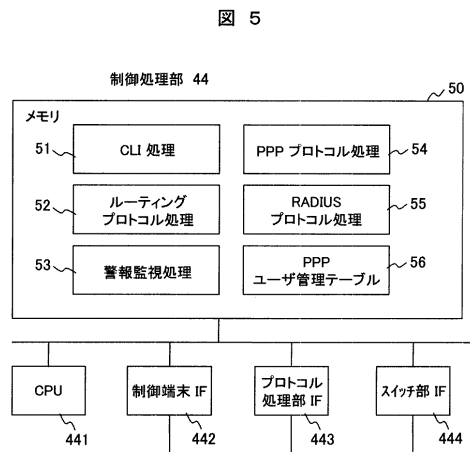 図 5
制御処理部 44
50
メモリ
51
CLI 処理
PPP プロトコル処理
54
52
ルーティング
プロトコル処理
RADIUS
プロトコル処理
55
53
警報監視処理
PPP
ユーザ管理テーブル
56
CPU
制御端末 IF
プロトコル
処理部 IF
スイッチ部 IF
441
442
443
444